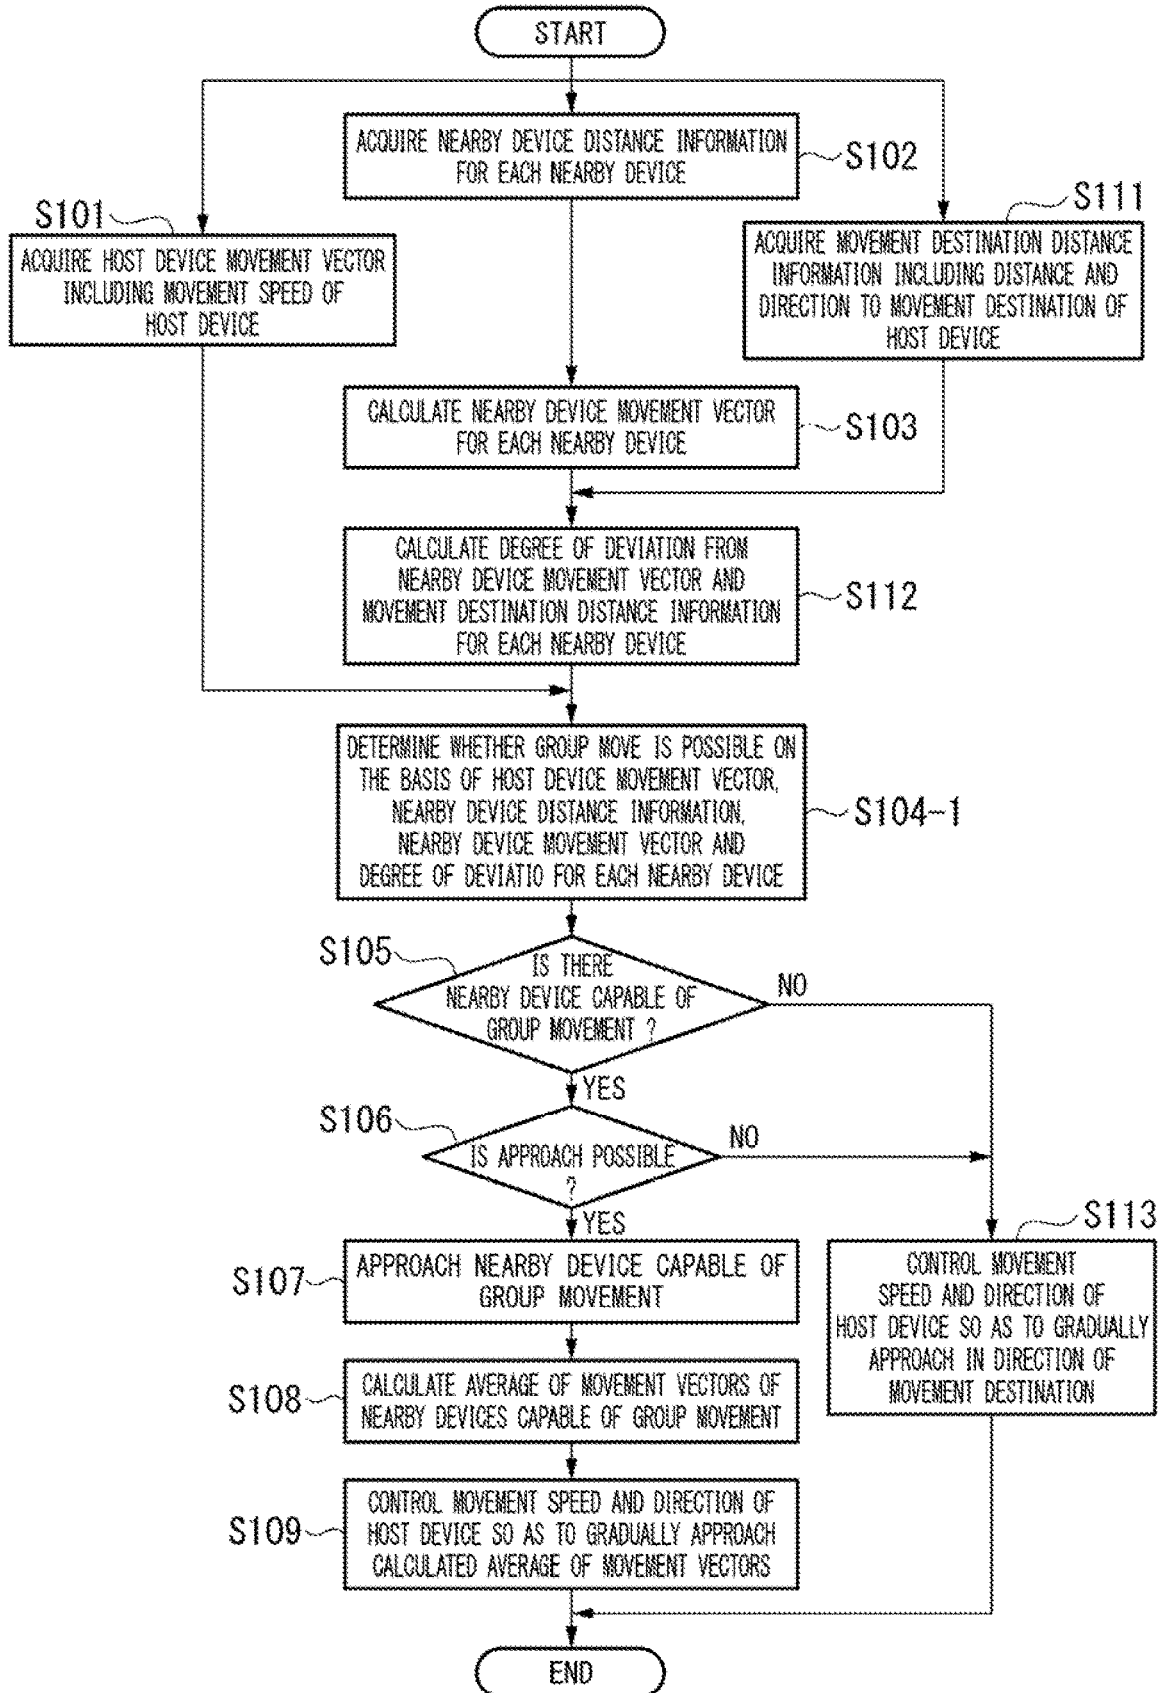 START
ACQUIRE NEARBY DEVICE DISTANCE INFORMATION
FOR EACH NEARBY DEVICE
S102
S101
ACQUIRE HOST DEVICE MOVEMENT VECTOR
INCLUDING MOVEMENT SPEED OF
HOST DEVICE
S111
ACQUIRE MOVEMENT DESTINATION DISTANCE
INFORMATION INCLUDING DISTANCE AND
DIRECTION TO MOVEMENT DESTINATION OF
HOST DEVICE
CALCULATE NEARBY DEVICE MOVEMENT VECTOR
FOR EACH NEARBY DEVICE
S103
CALCULATE DEGREE OF DEVIATION FROM
NEARBY DEVICE MOVEMENT VECTOR AND
MOVEMENT DESTINATION DISTANCE INFORMATION
FOR EACH NEARBY DEVICE
S112
DETERMINE WHETHER GROUP MOVE IS POSSIBLE ON
THE BASIS OF HOST DEVICE MOVEMENT VECTOR,
NEARBY DEVICE DISTANCE INFORMATION,
NEARBY DEVICE MOVEMENT VECTOR AND
DEGREE OF DEVIATIO FOR EACH NEARBY DEVICE
S104-1
S105
IS THERE
NEARBY DEVICE CAPABLE OF
GROUP MOVEMENT ?
NO
YES
S106
IS APPROACH POSSIBLE
?
NO
YES
S107
APPROACH NEARBY DEVICE CAPABLE OF
GROUP MOVEMENT
S113
CONTROL MOVEMENT
SPEED AND DIRECTION OF
HOST DEVICE SO AS TO GRADUALLY
APPROACH IN DIRECTION OF
MOVEMENT DESTINATION
S108
CALCULATE AVERAGE OF MOVEMENT VECTORS OF
NEARBY DEVICES CAPABLE OF GROUP MOVEMENT
S109
CONTROL MOVEMENT SPEED AND DIRECTION OF
HOST DEVICE SO AS TO GRADUALLY APPROACH
CALCULATED AVERAGE OF MOVEMENT VECTORS
END